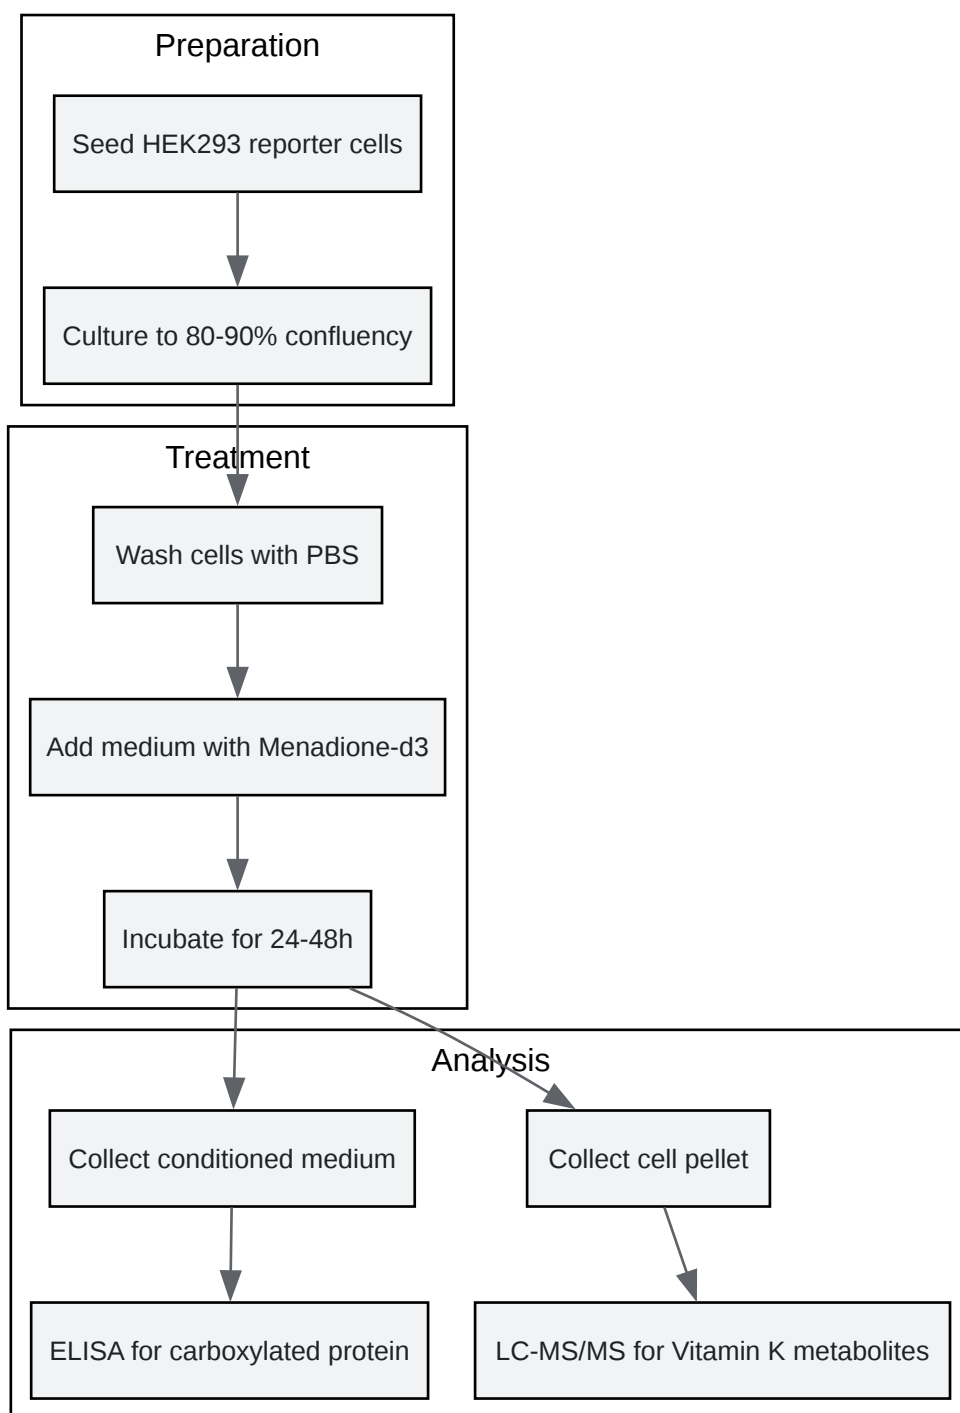 Preparation
Seed HEK293 reporter cells
Culture to 80-90% confluency
Treatment
Wash cells with PBS
Add medium with Menadione-d3
Incubate for 24-48h
Analysis
Collect conditioned medium
Collect cell pellet
ELISA for carboxylated protein
LC-MS/MS for Vitamin K metabolites